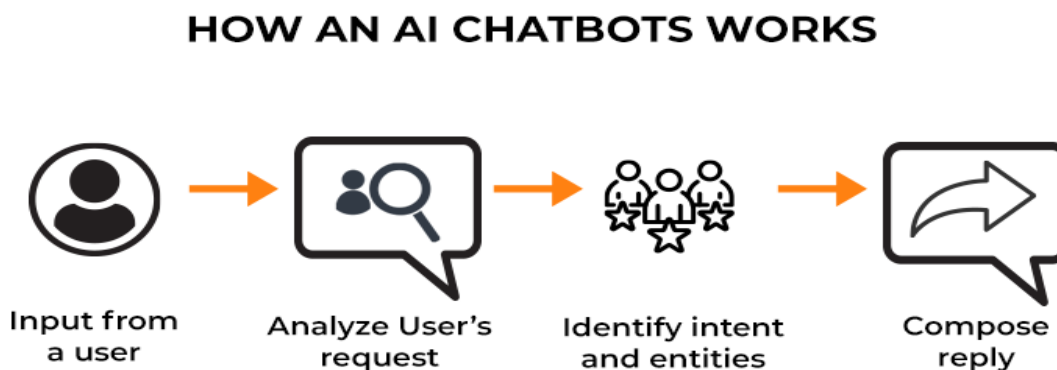 HOW AN AI CHATBOTS WORKS
Input from
a user
Analyze User's
request
Identify intent
and entities
Compose
reply